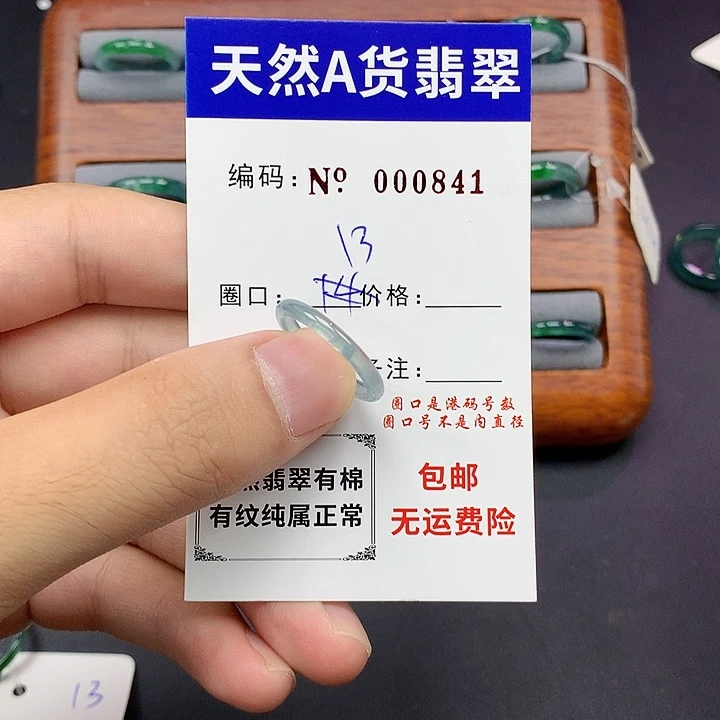 天然A货翡翠
编码: Nº 000841
13
圈口: 14 价格:
注:
圈口是港码号数
圈口号不是内直径
翡翠有棉
有纹纯属正常
包邮
无运费险
13